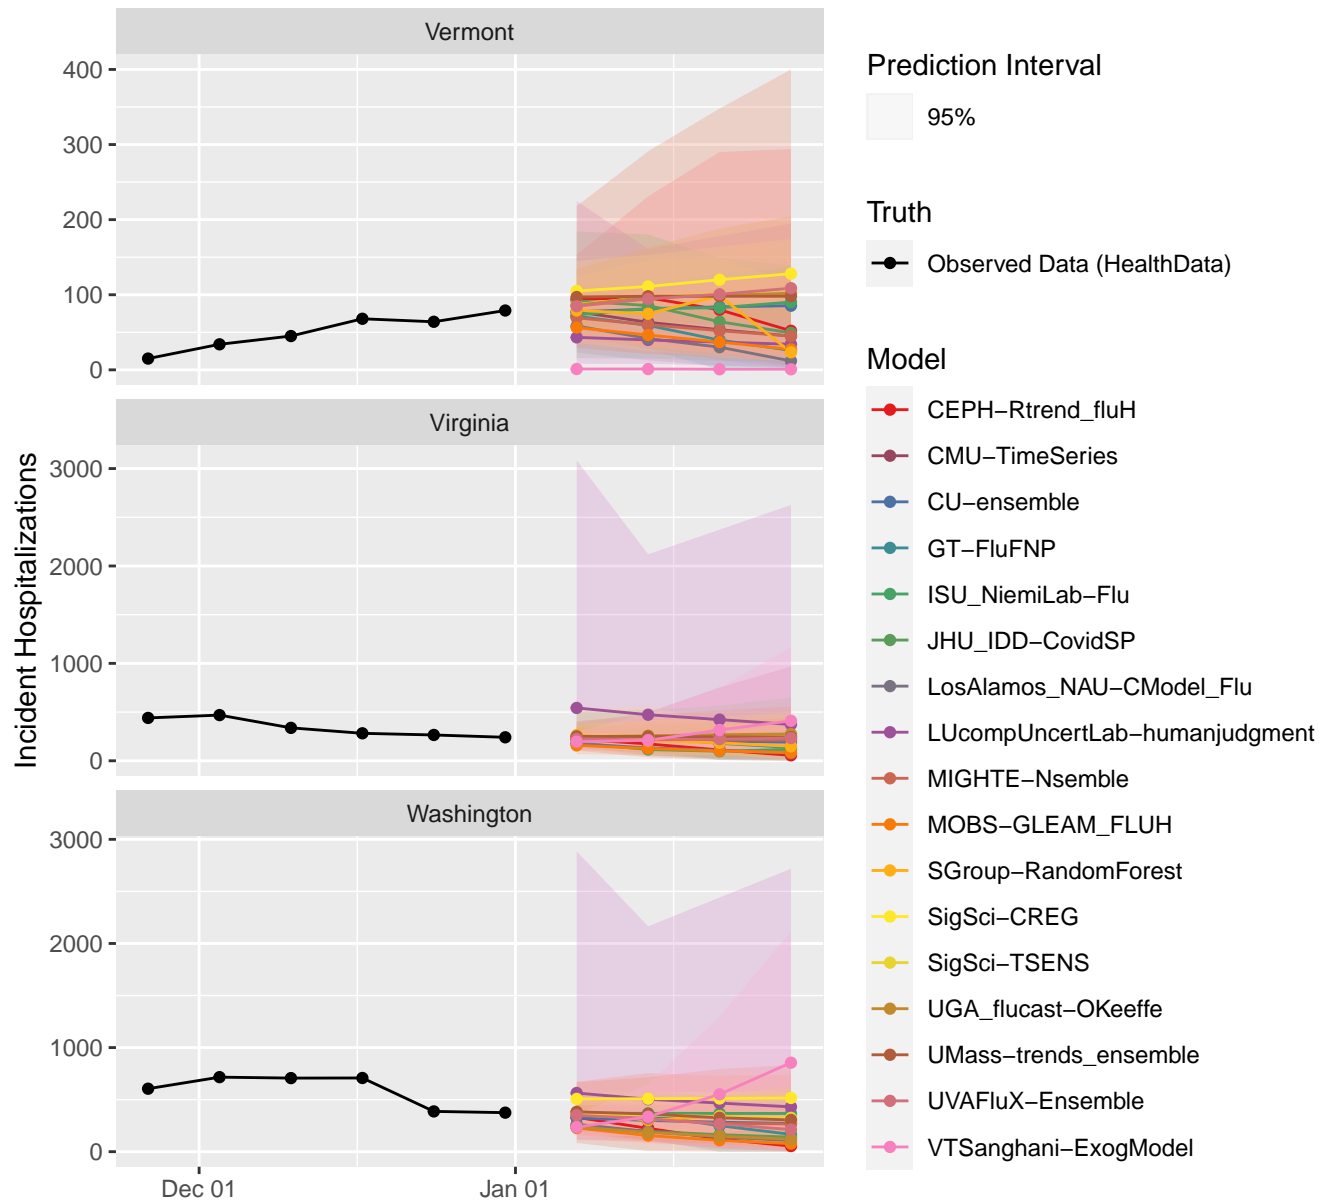 Vermont
400
300
200
100
0
Virginia
3000
2000
1000
0
Washington
3000
2000
1000
0
Dec 01
Jan 01
Incident Hospitalizations
Prediction Interval
95%
Truth
Observed Data (HealthData)
Model
CEPH−Rtrend_fluH
CMU−TimeSeries
CU−ensemble
GT−FluFNP
ISU_NiemiLab−Flu
JHU_IDD−CovidSP
LosAlamos_NAU−CModel_Flu
LUcompUncertLab−humanjudgment
MIGHTE−Nsemble
MOBS−GLEAM_FLUH
SGroup−RandomForest
SigSci−CREG
SigSci−TSENS
UGA_flucast−OKeeffe
UMass−trends_ensemble
UVAFluX−Ensemble
VTSanghani−ExogModel